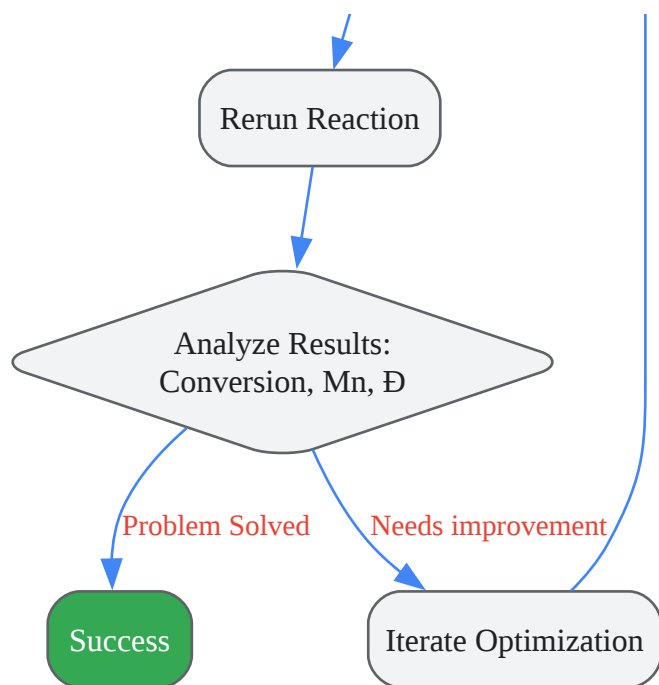 Rerun Reaction
Analyze Results:
Conversion, Mn, Đ
Problem Solved
Needs improvement
Success
Iterate Optimization